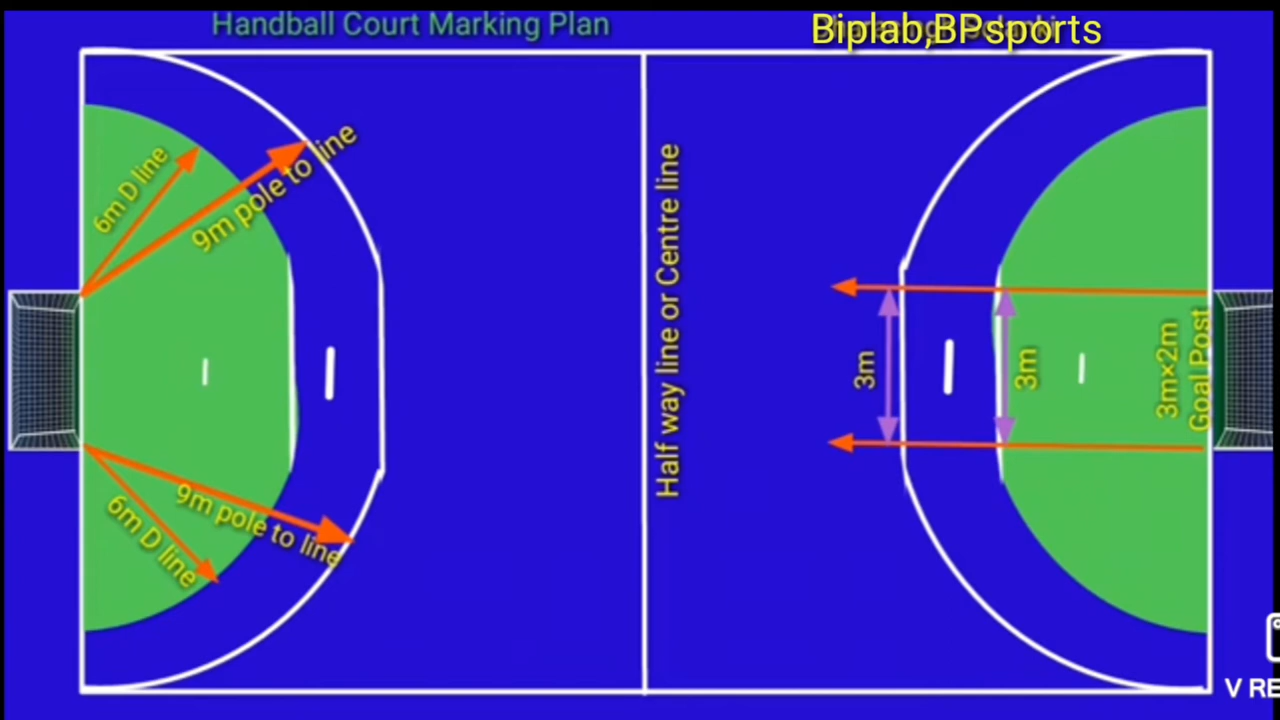 Handball Court Marking Plan
Biplab,BPsports
6m D line
9m pole to line
Half way line or Centre line
3m
3m
3m×2m
Goal Post
9m pole to line
6m D line
V RE